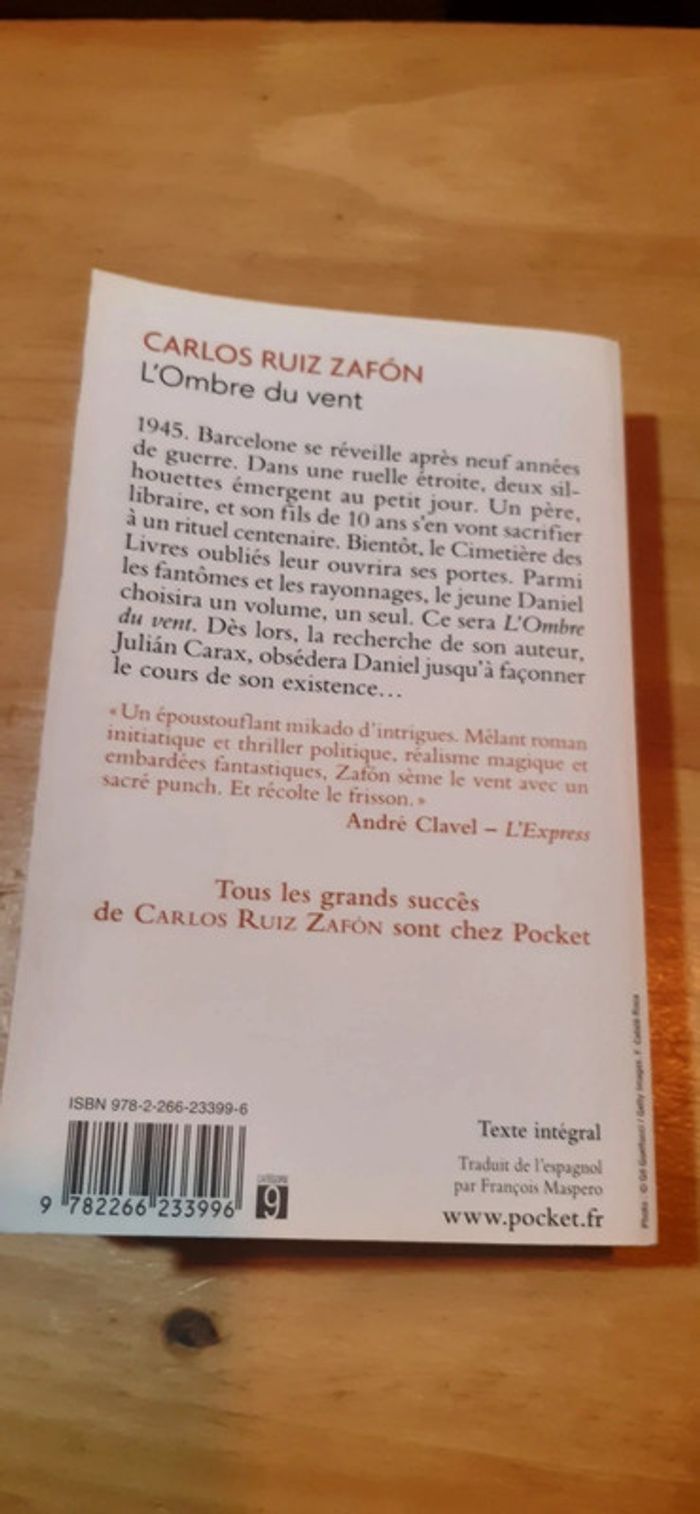 CARLOS RUIZ ZAFÓN
L'Ombre du vent
1945. Barcelone se réveille après neuf années
de guerre. Dans une ruelle étroite, deux sil-
houettes émergent au petit jour. Un père,
libraire, et son fils de 10 ans s'en vont sacrifier
à un rituel centenaire. Bientôt, le Cimetière des
Livres oubliés leur ouvrira ses portes. Parmi
les fantômes et les rayonnages, le jeune Daniel
choisira un volume, un seul. Ce sera L'Ombre
du vent. Dès lors, la recherche de son auteur,
Julián Carax, obsédera Daniel jusqu'à façonner
le cours de son existence...
« Un époustouflant mikado d'intrigues. Mêlant roman
initiatique et thriller politique, réalisme magique et
embardées fantastiques, Zafón sème le vent avec un
sacré punch. Et récolte le frisson. »
André Clavel – L'Express
Tous les grands succès
de CARLOS RUIZ ZAFÓN sont chez Pocket
ISBN 978-2-266-23399-6
9 782266 233996
CATÉGORIE
9
Texte intégral
Traduit de l'espagnol
par François Maspero
www.pocket.fr
Photo : © / Getty Images. F. Català Roca